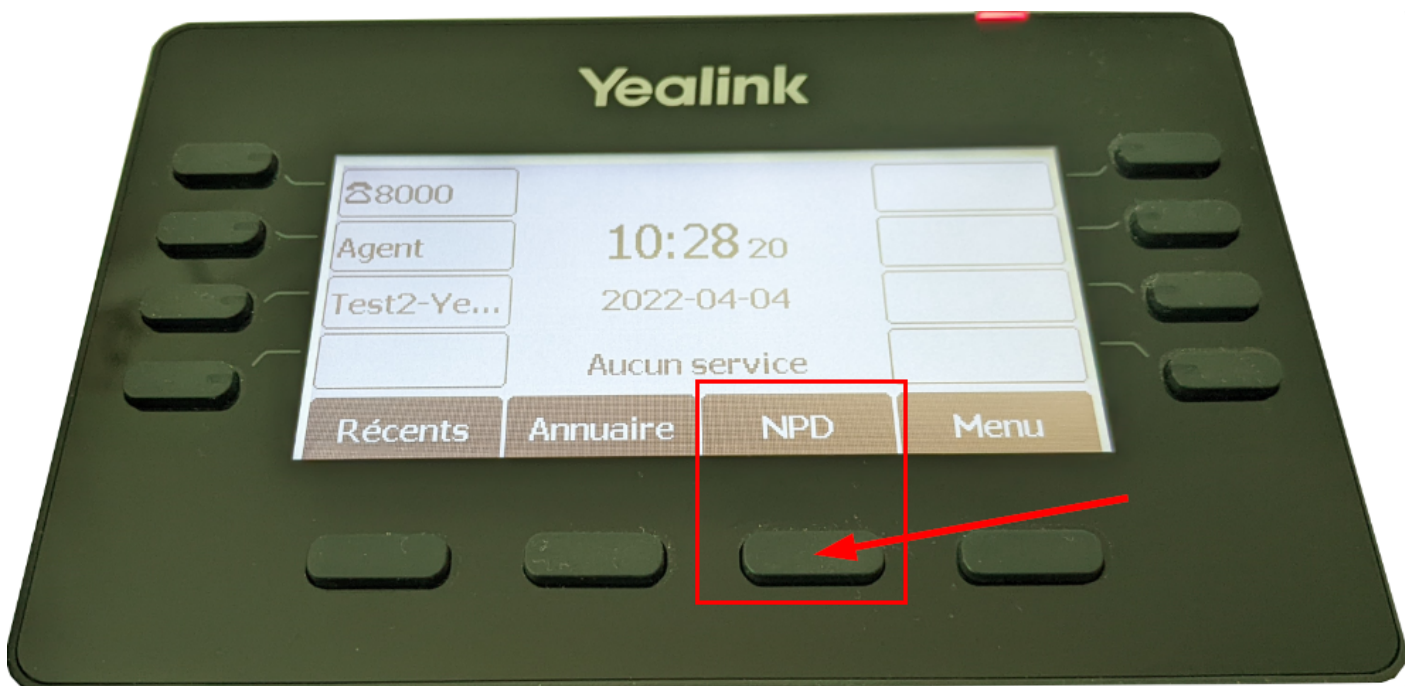 Yealink
8000
Agent
Test2-Ye...
10:28 20
2022-04-04
Aucun service
Récents
Annuaire
NPD
Menu